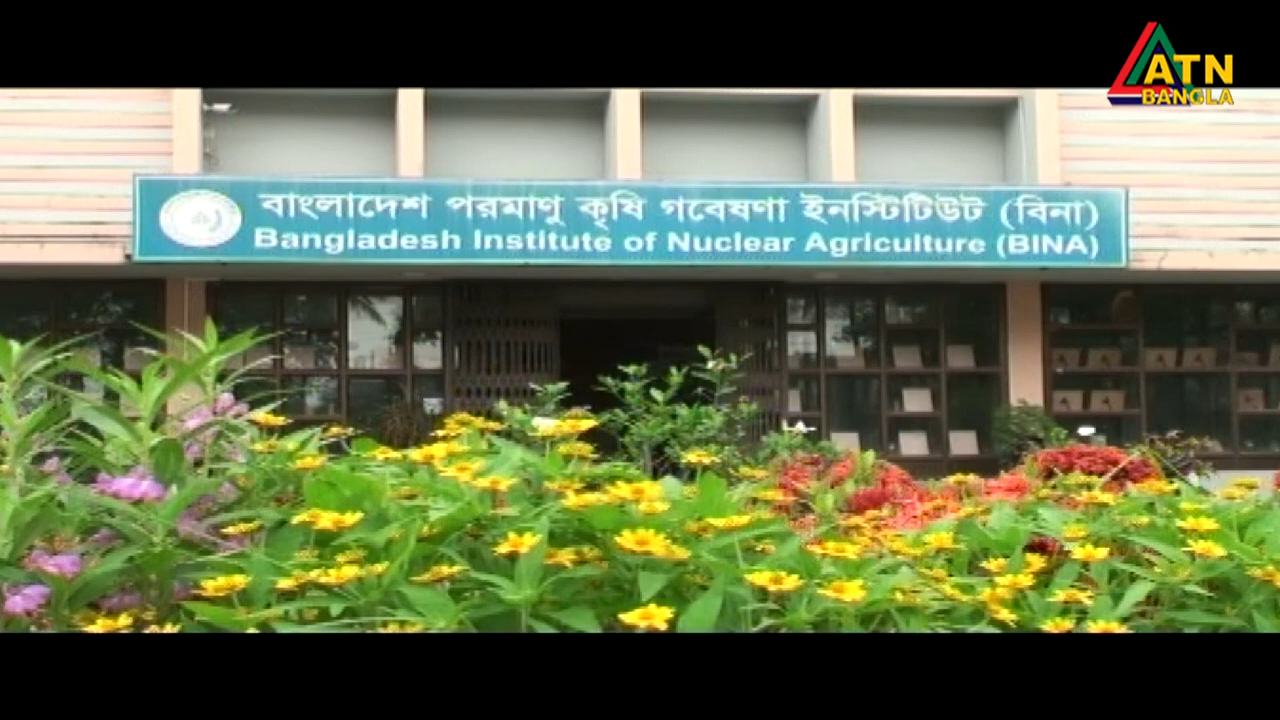 ATN
BANGLA
বাংলাদেশ পরমাণু কৃষি গবেষণা ইনস্টিটিউট (বিনা)
Bangladesh Institute of Nuclear Agriculture (BINA)